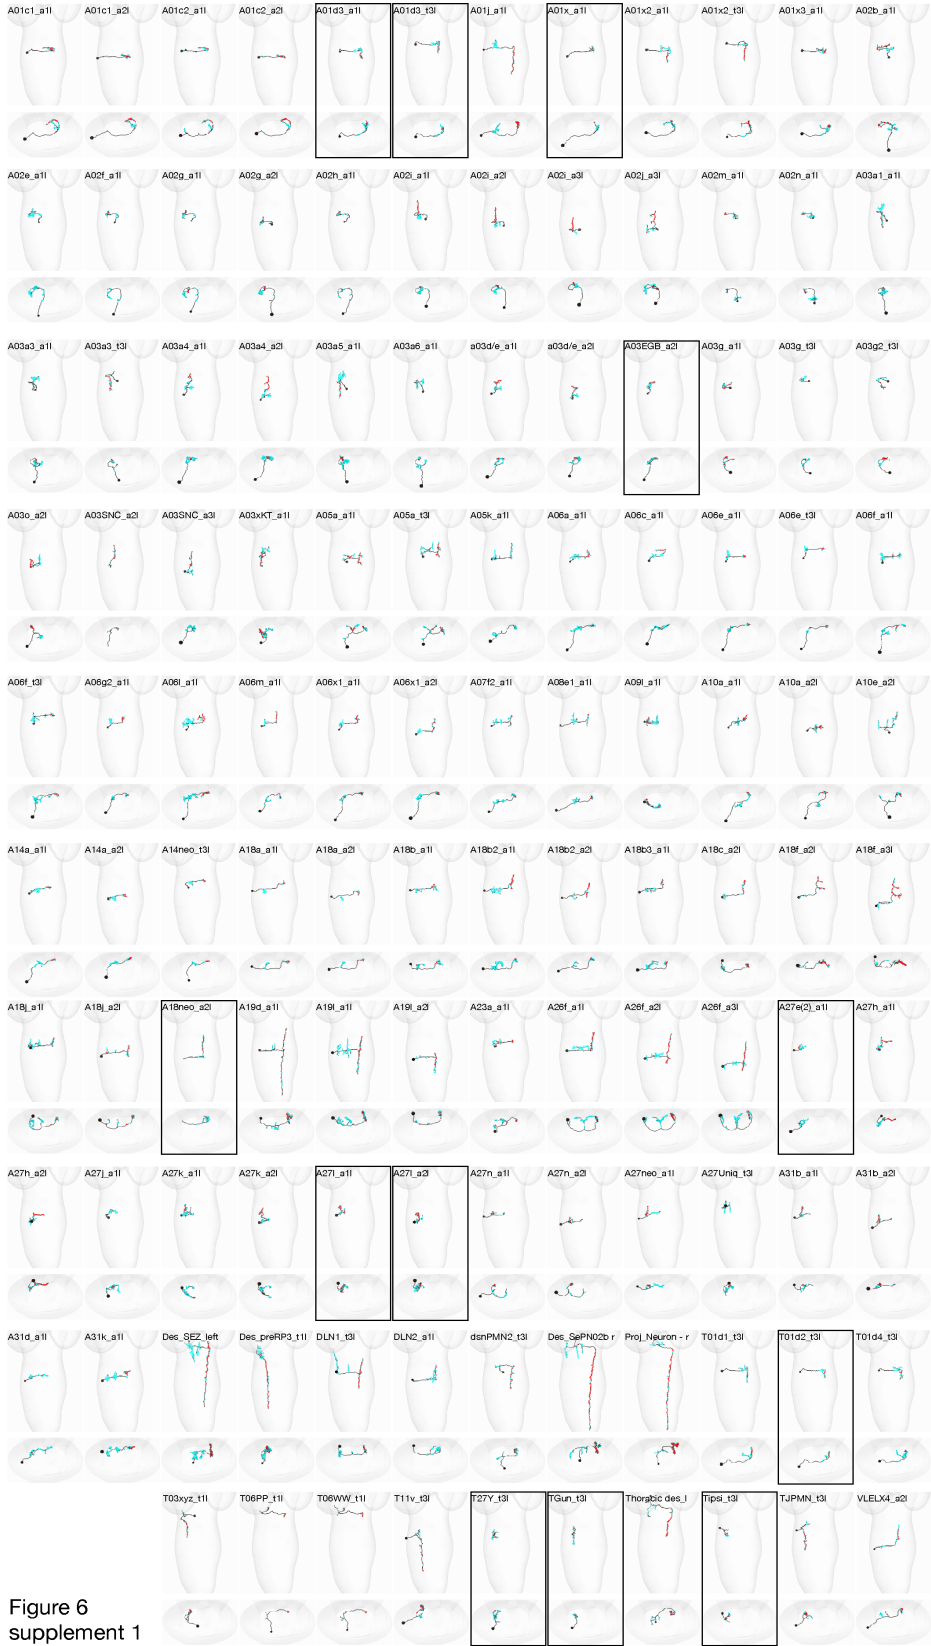 A01c1_a1l A01c1_a2l A01c2_a1l A01c2_a2l A01d3_a1l A01d3_t3l A01j_a1l A01x_a1l A01x2_a1l A01x2_t3l A01x3_a1l A02b_a1l
A02e_a1l A02f_a1l A02g_a1l A02g_a2l A02h_a1l A02i_a1l A02i_a2l A02i_a3l A02j_a3l A02m_a1l A02n_a1l A03a1_a1l
A03a3_a1l A03a3_t3l A03a4_a1l A03a4_a2l A03a5_a1l A03a6_a1l a03d/e_a1l a03d/e_a2l A03EGB_a2l A03g_a1l A03g_t3l A03g2_t3l
A03o_a2l A03SNC_a2l A03SNC_a3l A03xKT_a1l A05a_a1l A05a_t3l A05k_a1l A06a_a1l A06c_a1l A06e_a1l A06e_t3l A06f_a1l
A06f_t3l A06g2_a1l A06l_a1l A06m_a1l A06x1_a1l A06x1_a2l A07f2_a1l A08e1_a1l A09l_a1l A10a_a1l A10a_a2l A10e_a2l
A14a_a1l A14a_a2l A14neo_t3l A18a_a1l A18a_a2l A18b_a1l A18b2_a1l A18b2_a2l A18b3_a1l A18c_a2l A18f_a2l A18f_a3l
A18j_a1l A18j_a2l A18neo_a2l A19d_a1l A19l_a1l A19l_a2l A23a_a1l A26f_a1l A26f_a2l A26f_a3l A27e(2)_a1l A27h_a1l
A27h_a2l A27j_a1l A27k_a1l A27k_a2l A27l_a1l A27l_a2l A27n_a1l A27n_a2l A27neo_a1l A27Uniq_t3l A31b_a1l A31b_a2l
A31d_a1l A31k_a1l Des_SEZ_left Des_preRP3_t1l DLN1_t3l DLN2_a1l dsnPMN2_t3l Des_SePN02b r Proj_Neuron - r T01d1_t3l T01d2_t3l T01d4_t3l
T03xyz_t1l T06PP_t1l T06WW_t1l T11v_t3l T27Y_t3l TGun_t3l Thoracic des_l Tipsi_t3l TJPMN_t3l VLELX4_a2l
Figure 6
supplement 1